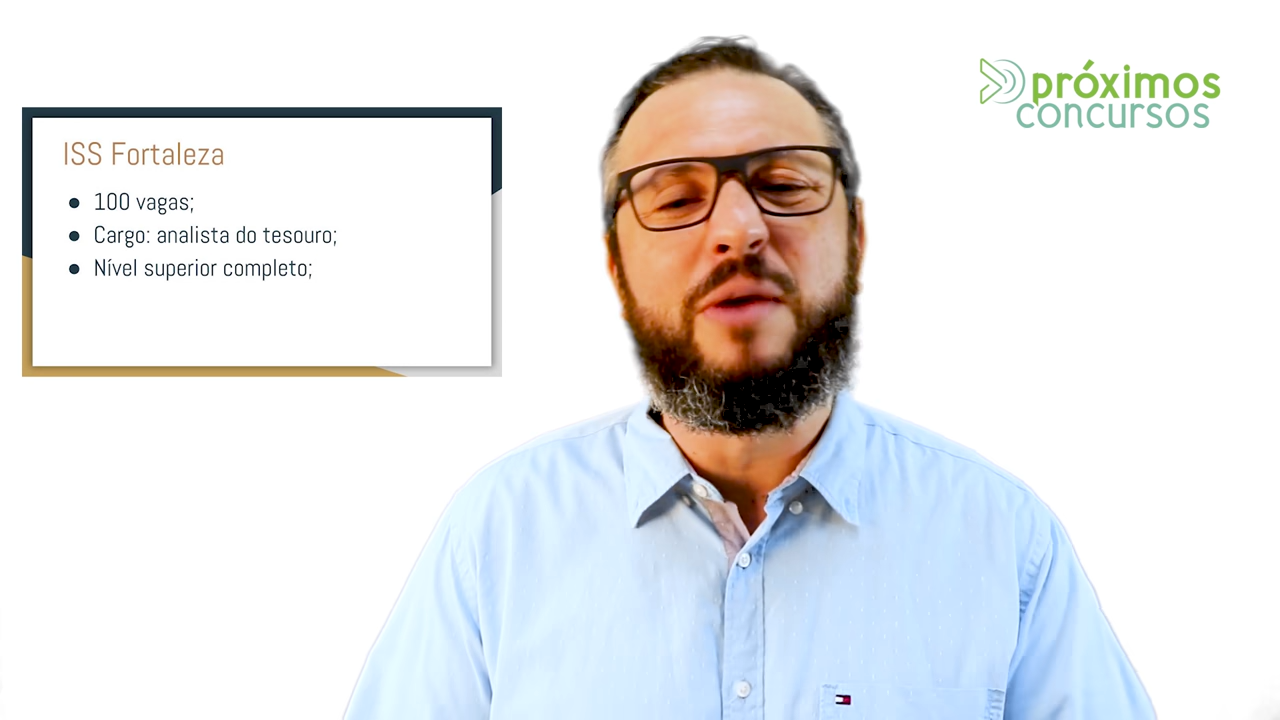 próximos
concursos
ISS Fortaleza
100 vagas;
Cargo: analista do tesouro;
Nível superior completo;